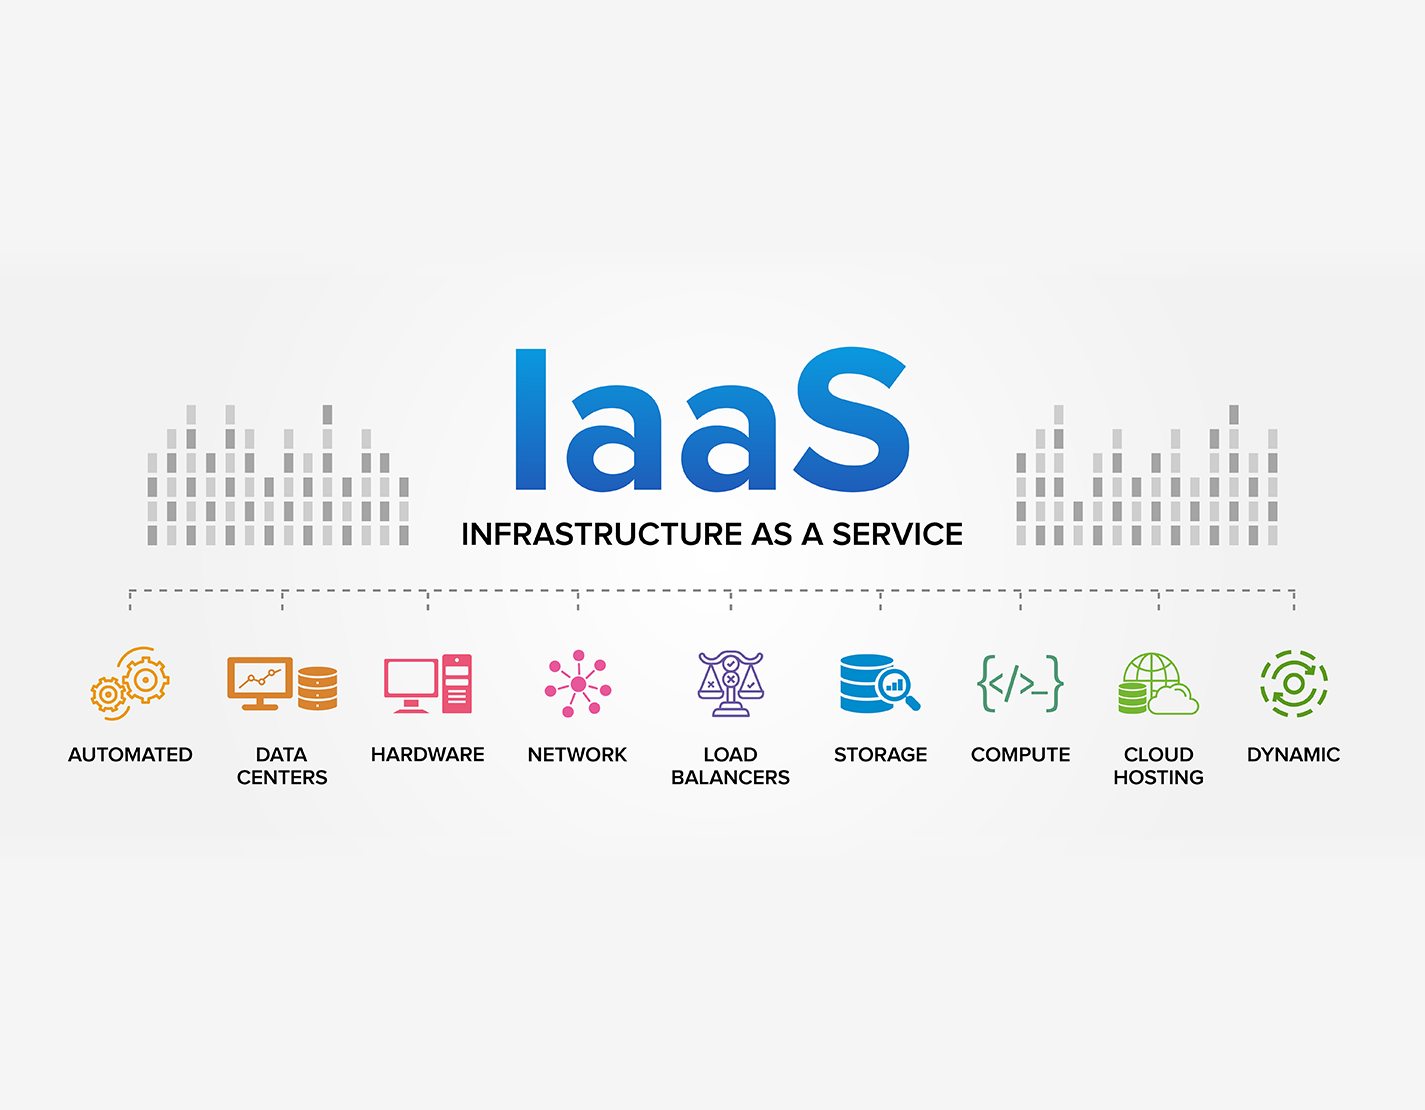 IaaS
INFRASTRUCTURE AS A SERVICE
AUTOMATED
DATA
CENTERS
HARDWARE
NETWORK
LOAD
BALANCERS
STORAGE
</>_
COMPUTE
CLOUD
HOSTING
DYNAMIC